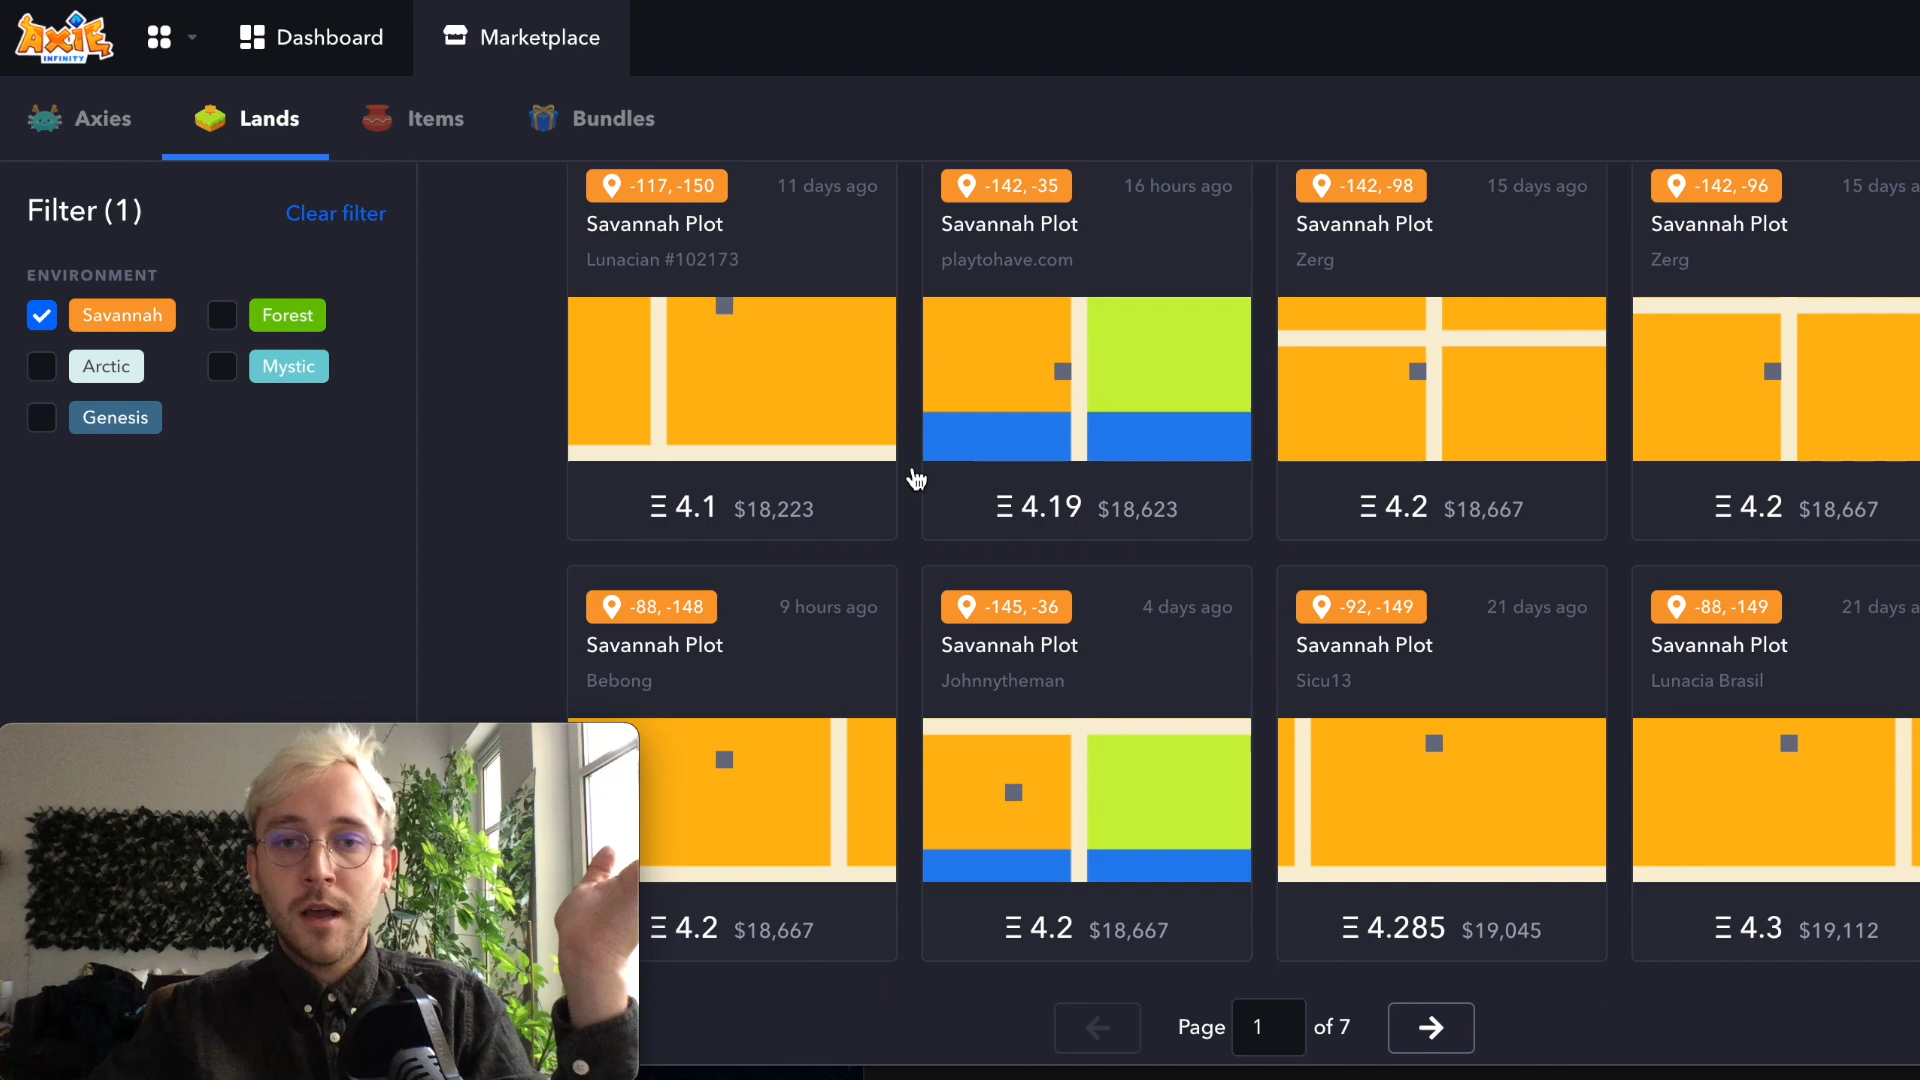 AXIE
INFINITY
Dashboard
Marketplace
Axies
Lands
Items
Bundles
Filter (1)
Clear filter
ENVIRONMENT
Savannah
Forest
Arctic
Mystic
Genesis
-117, -150
11 days ago
Savannah Plot
Lunacian #102173
Ξ 4.1 $18,223
-142, -35
16 hours ago
Savannah Plot
playtohave.com
Ξ 4.19 $18,623
-142, -98
15 days ago
Savannah Plot
Zerg
Ξ 4.2 $18,667
-142, -96
15 days a
Savannah Plot
Zerg
Ξ 4.2 $18,667
-88, -148
9 hours ago
Savannah Plot
Bebong
Ξ 4.2 $18,667
-145, -36
4 days ago
Savannah Plot
Johnnytheman
Ξ 4.2 $18,667
-92, -149
21 days ago
Savannah Plot
Sicu13
Ξ 4.285 $19,045
-88, -149
21 days a
Savannah Plot
Lunacia Brasil
Ξ 4.3 $19,112
Page 1 of 7